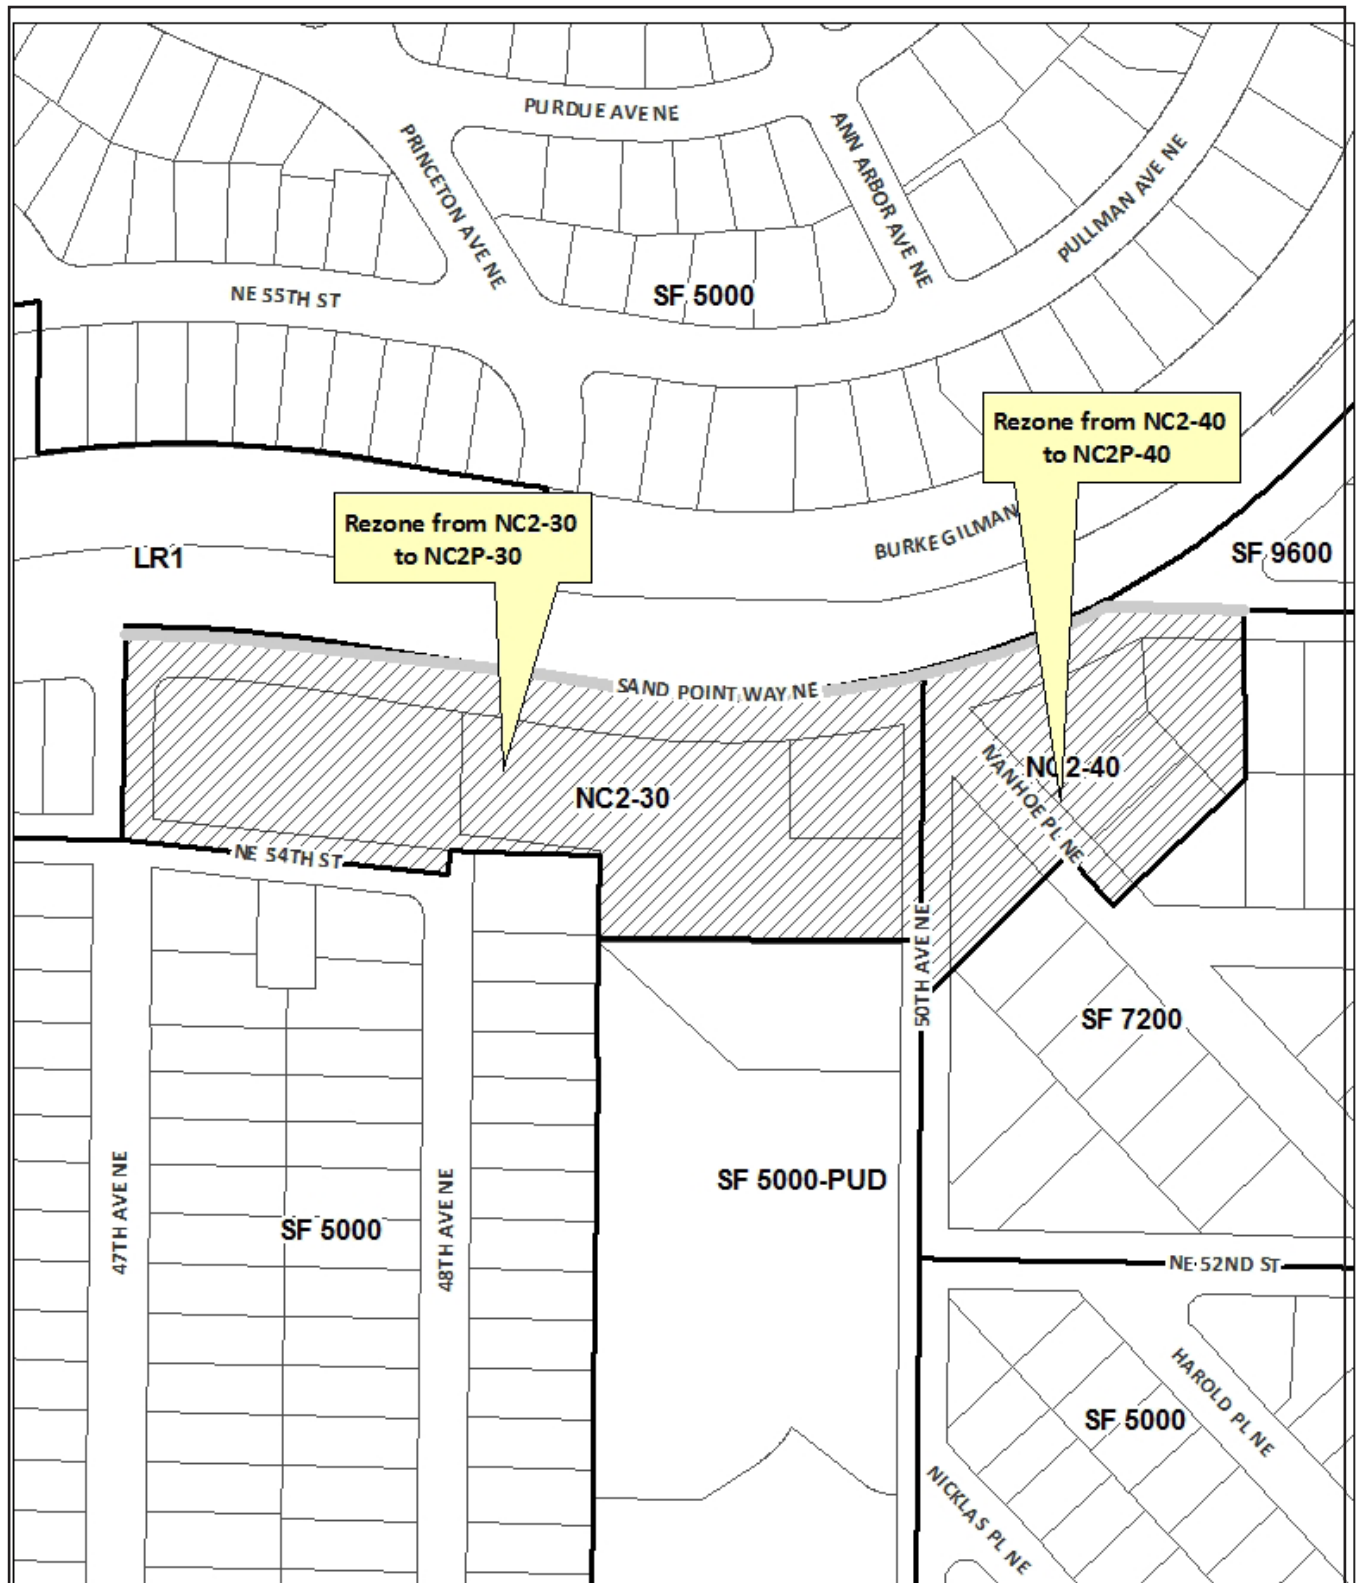 PURDUE AVE NE
PRINCETON AVE NE
ANN ARBOR AVE NE
PULLMAN AVE NE
NE 55TH ST
SF 5000
Rezone from NC2-40
to NC2P-40
Rezone from NC2-30
to NC2P-30
BURKE GILMAN
LR1
SF 9600
SAND POINT WAY NE
NC2-40
IVANHOE PL NE
NC2-30
NE 54TH ST
50TH AVE NE
SF 7200
47TH AVE NE
48TH AVE NE
SF 5000-PUD
SF 5000
NE 52ND ST
HAROLD PL NE
SF 5000
NICKLAS PL NE